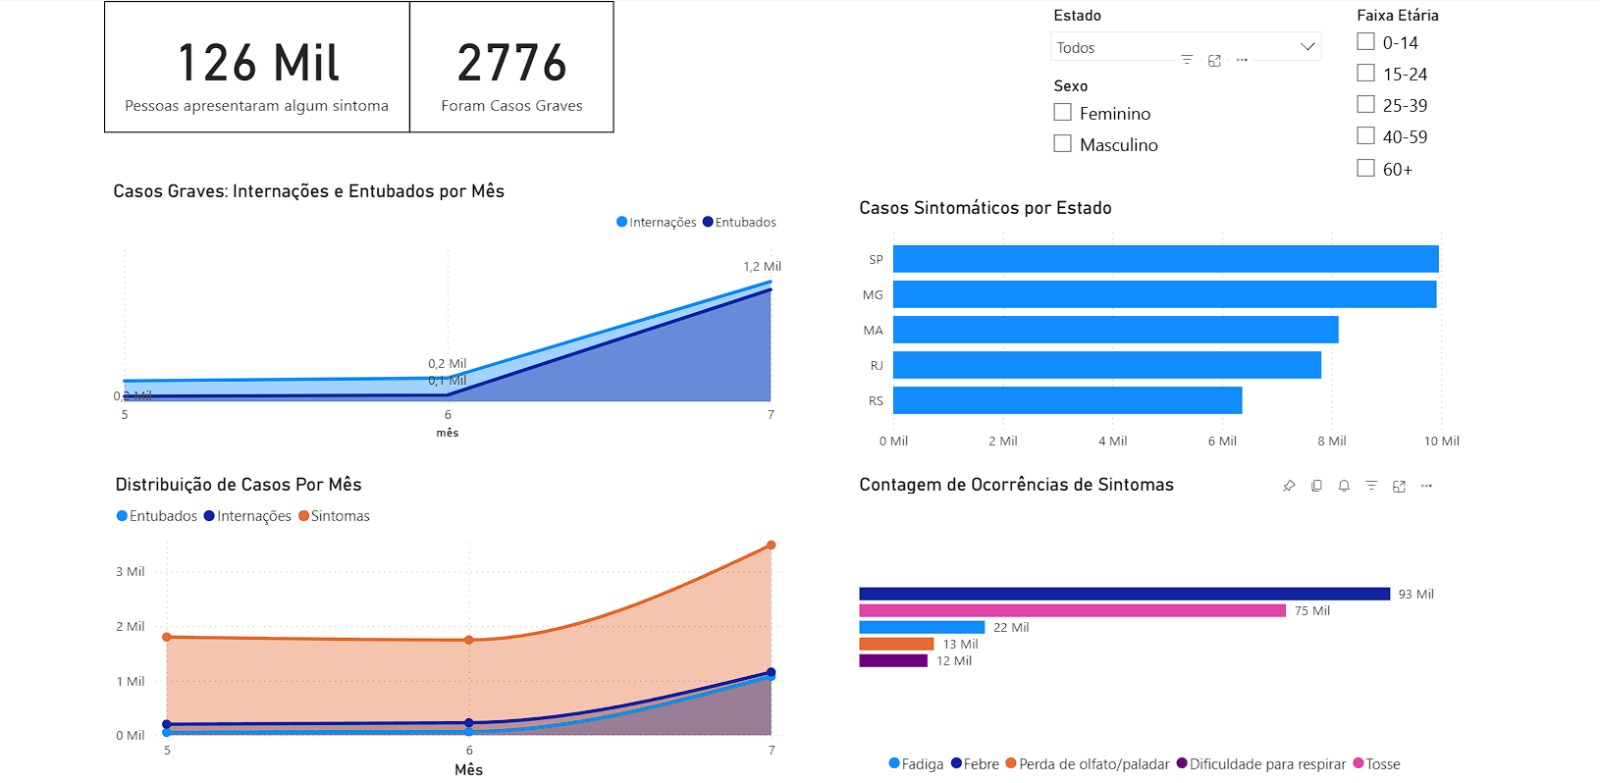 126 Mil
Pessoas apresentaram algum sintoma
2776
Foram Casos Graves
Estado
Todos
Sexo
Feminino
Masculino
Faixa Etária
0-14
15-24
25-39
40-59
60+
Casos Graves: Internações e Entubados por Mês
Internações Entubados
1,2 Mil
0,2 Mil
0,1 Mil
5 6 7
mês
Casos Sintomáticos por Estado
SP
MG
MA
RJ
RS
0 Mil 2 Mil 4 Mil 6 Mil 8 Mil 10 Mil
Distribuição de Casos Por Mês
Entubados Internações Sintomas
3 Mil
2 Mil
1 Mil
0 Mil
5 6 7
Mês
Contagem de Ocorrências de Sintomas
93 Mil
75 Mil
22 Mil
13 Mil
12 Mil
Fadiga Febre Perda de olfato/paladar Dificuldade para respirar Tosse